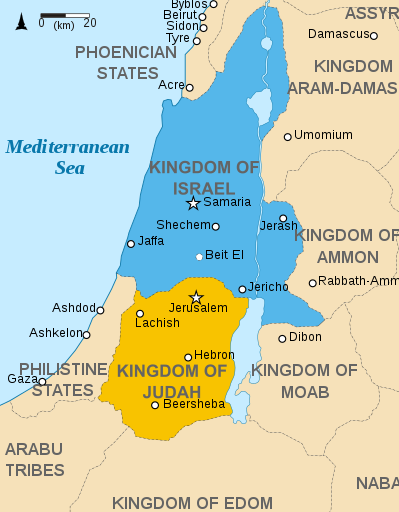 Byblos
ASSYR
Beirut
0 20
(km)
Sidon
Damascus
Tyre
PHOENICIAN
STATES
KINGDOM
ARAM-DAMAS
Acre
Umomium
Mediterranean
Sea
KINGDOM OF
ISRAEL
Samaria
Shechem
Jerash
KINGDOM OF
AMMON
Jaffa
Beit El
Rabbath-Amm
Jericho
Ashdod
Jerusalem
Lachish
Ashkelon
Dibon
Hebron
PHILISTINE
STATES
Gaza
KINGDOM OF
JUDAH
KINGDOM OF
MOAB
Beersheba
ARABU
TRIBES
NABA
KINGDOM OF EDOM